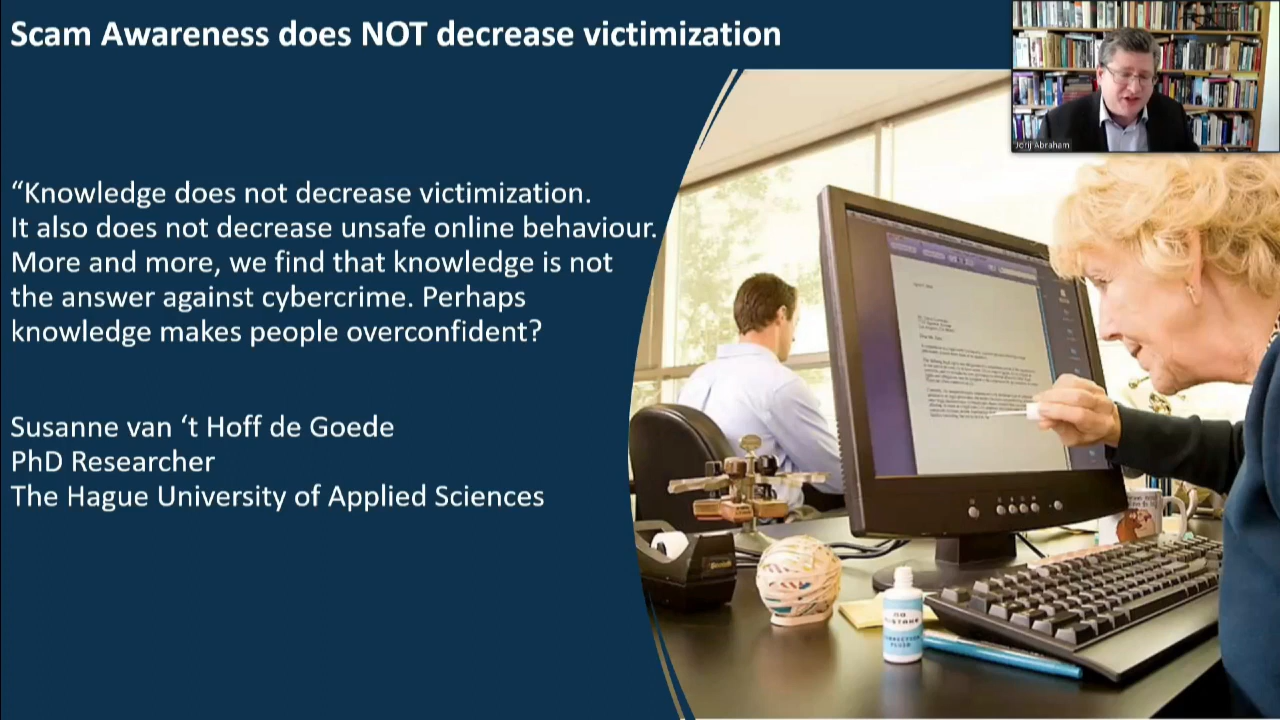 Scam Awareness does NOT decrease victimization
Jorij Abraham
“Knowledge does not decrease victimization.
It also does not decrease unsafe online behaviour.
More and more, we find that knowledge is not
the answer against cybercrime. Perhaps
knowledge makes people overconfident?
Susanne van ‘t Hoff de Goede
PhD Researcher
The Hague University of Applied Sciences